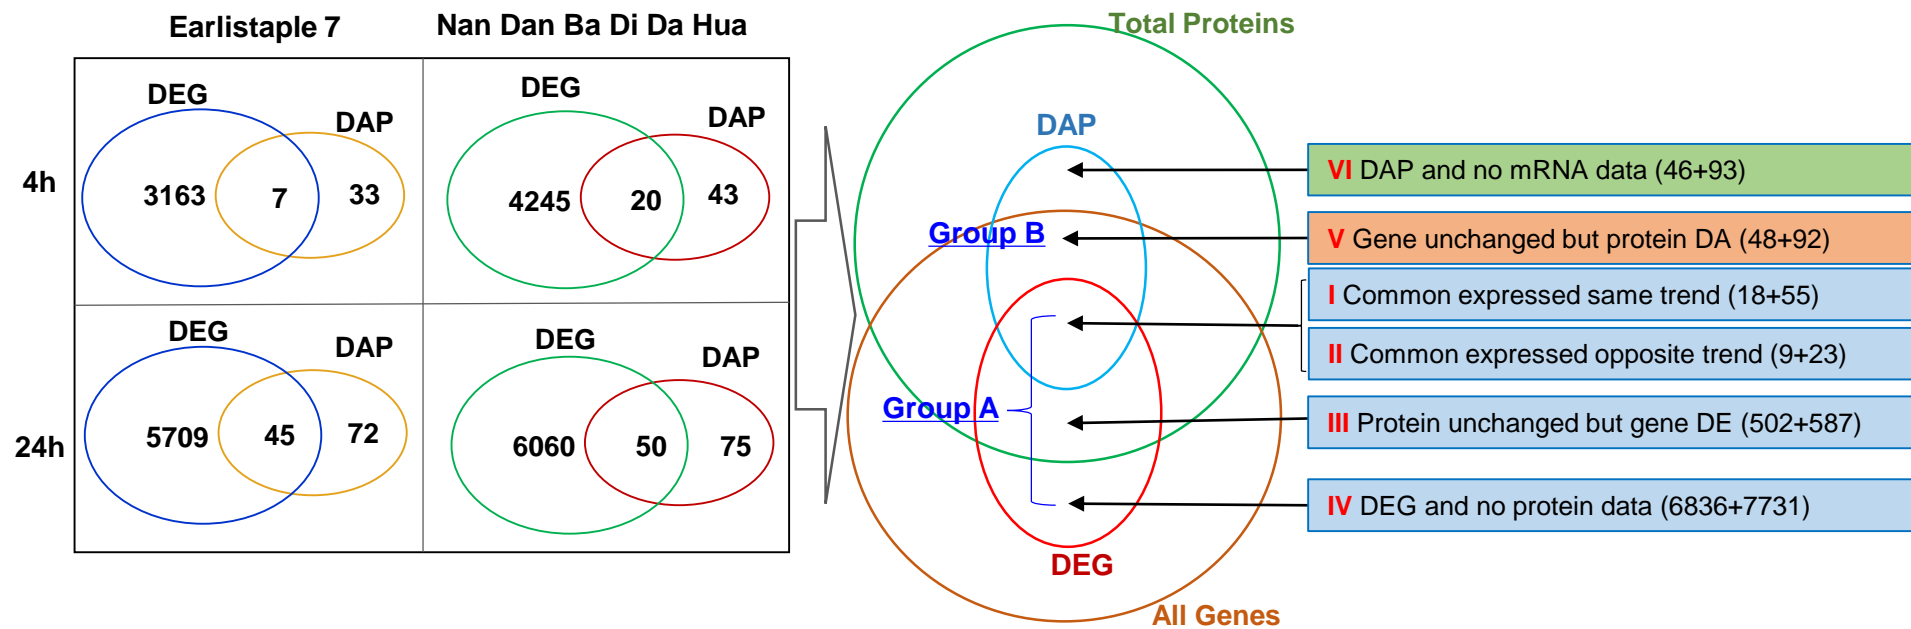 Earlistaple 7
Nan Dan Ba Di Da Hua
4h
DEG
DAP
3163
7
33
DEG
DAP
4245
20
43
24h
DEG
DAP
5709
45
72
DEG
DAP
6060
50
75
Total Proteins
DAP
Group B
Group A
DEG
All Genes
VI DAP and no mRNA data (46+93)
V Gene unchanged but protein DA (48+92)
I Common expressed same trend (18+55)
II Common expressed opposite trend (9+23)
III Protein unchanged but gene DE (502+587)
IV DEG and no protein data (6836+7731)